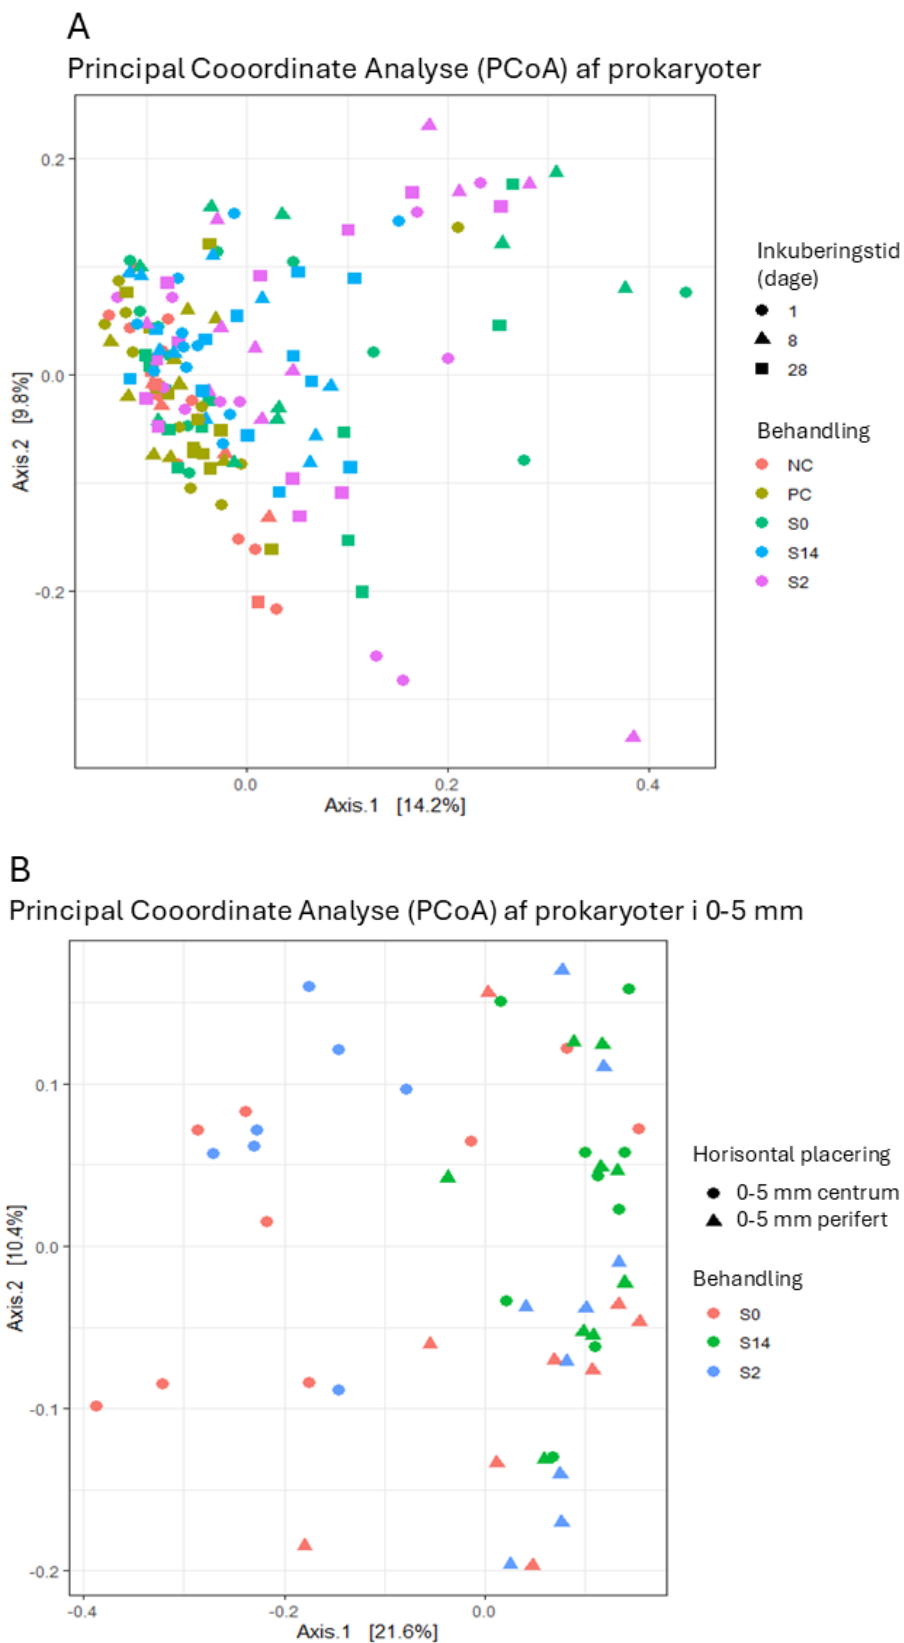 A
Principal Cooordinate Analyse (PCoA) af prokaryoter
0.2
0.0
-0.2
Axis.2 [9.8%]
0.0
0.2
0.4
Axis.1 [14.2%]
Inkuberingstid
(dage)
1
8
28
Behandling
NC
PC
S0
S14
S2
B
Principal Cooordinate Analyse (PCoA) af prokaryoter i 0-5 mm
0.1
0.0
-0.1
-0.2
Axis.2 [10.4%]
-0.4
-0.2
0.0
Axis.1 [21.6%]
Horisontal placering
0-5 mm centrum
0-5 mm perifert
Behandling
S0
S14
S2